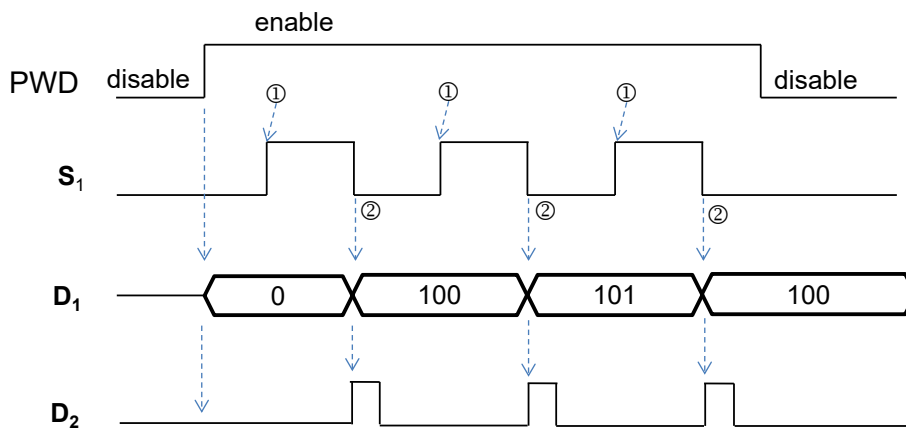 enable
PWD disable disable
① ① ①
S₁
② ② ②
D₁ 0 100 101 100
D₂